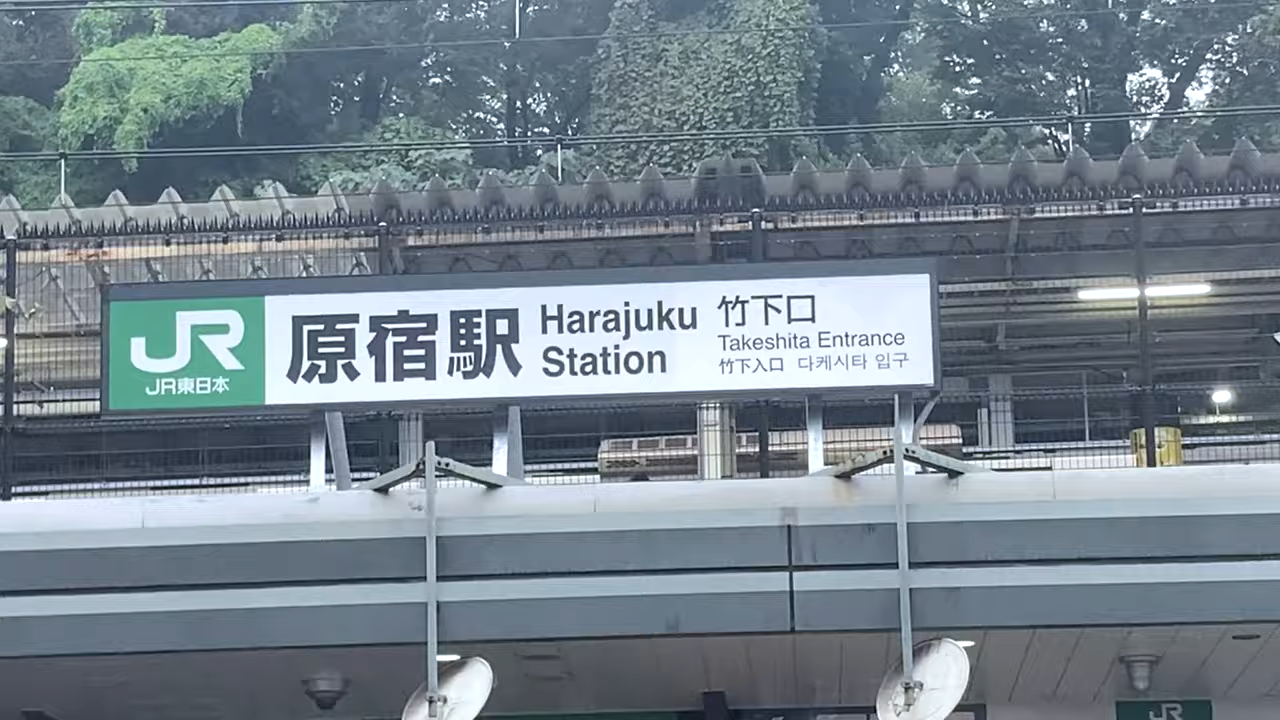 JR
JR東日本
原宿駅
Harajuku
Station
竹下口
Takeshita Entrance
竹下入口 다케시타 입구
JR